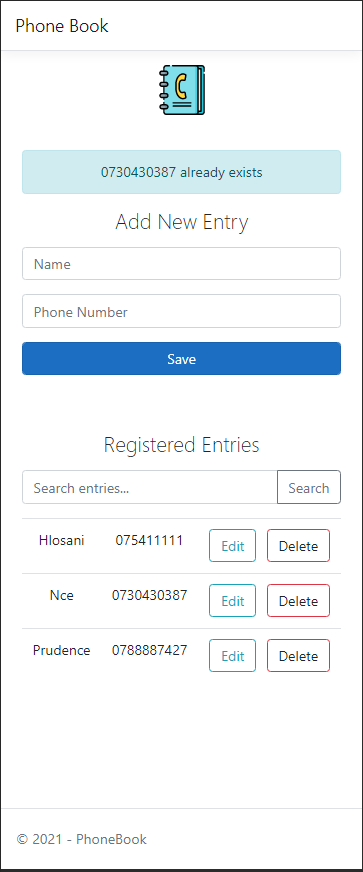 Phone Book
0730430387 already exists
Add New Entry
Name
Phone Number
Save
Registered Entries
Search entries... Search
Hlosani 075411111 Edit Delete
Nce 0730430387 Edit Delete
Prudence 0788887427 Edit Delete
© 2021 - PhoneBook